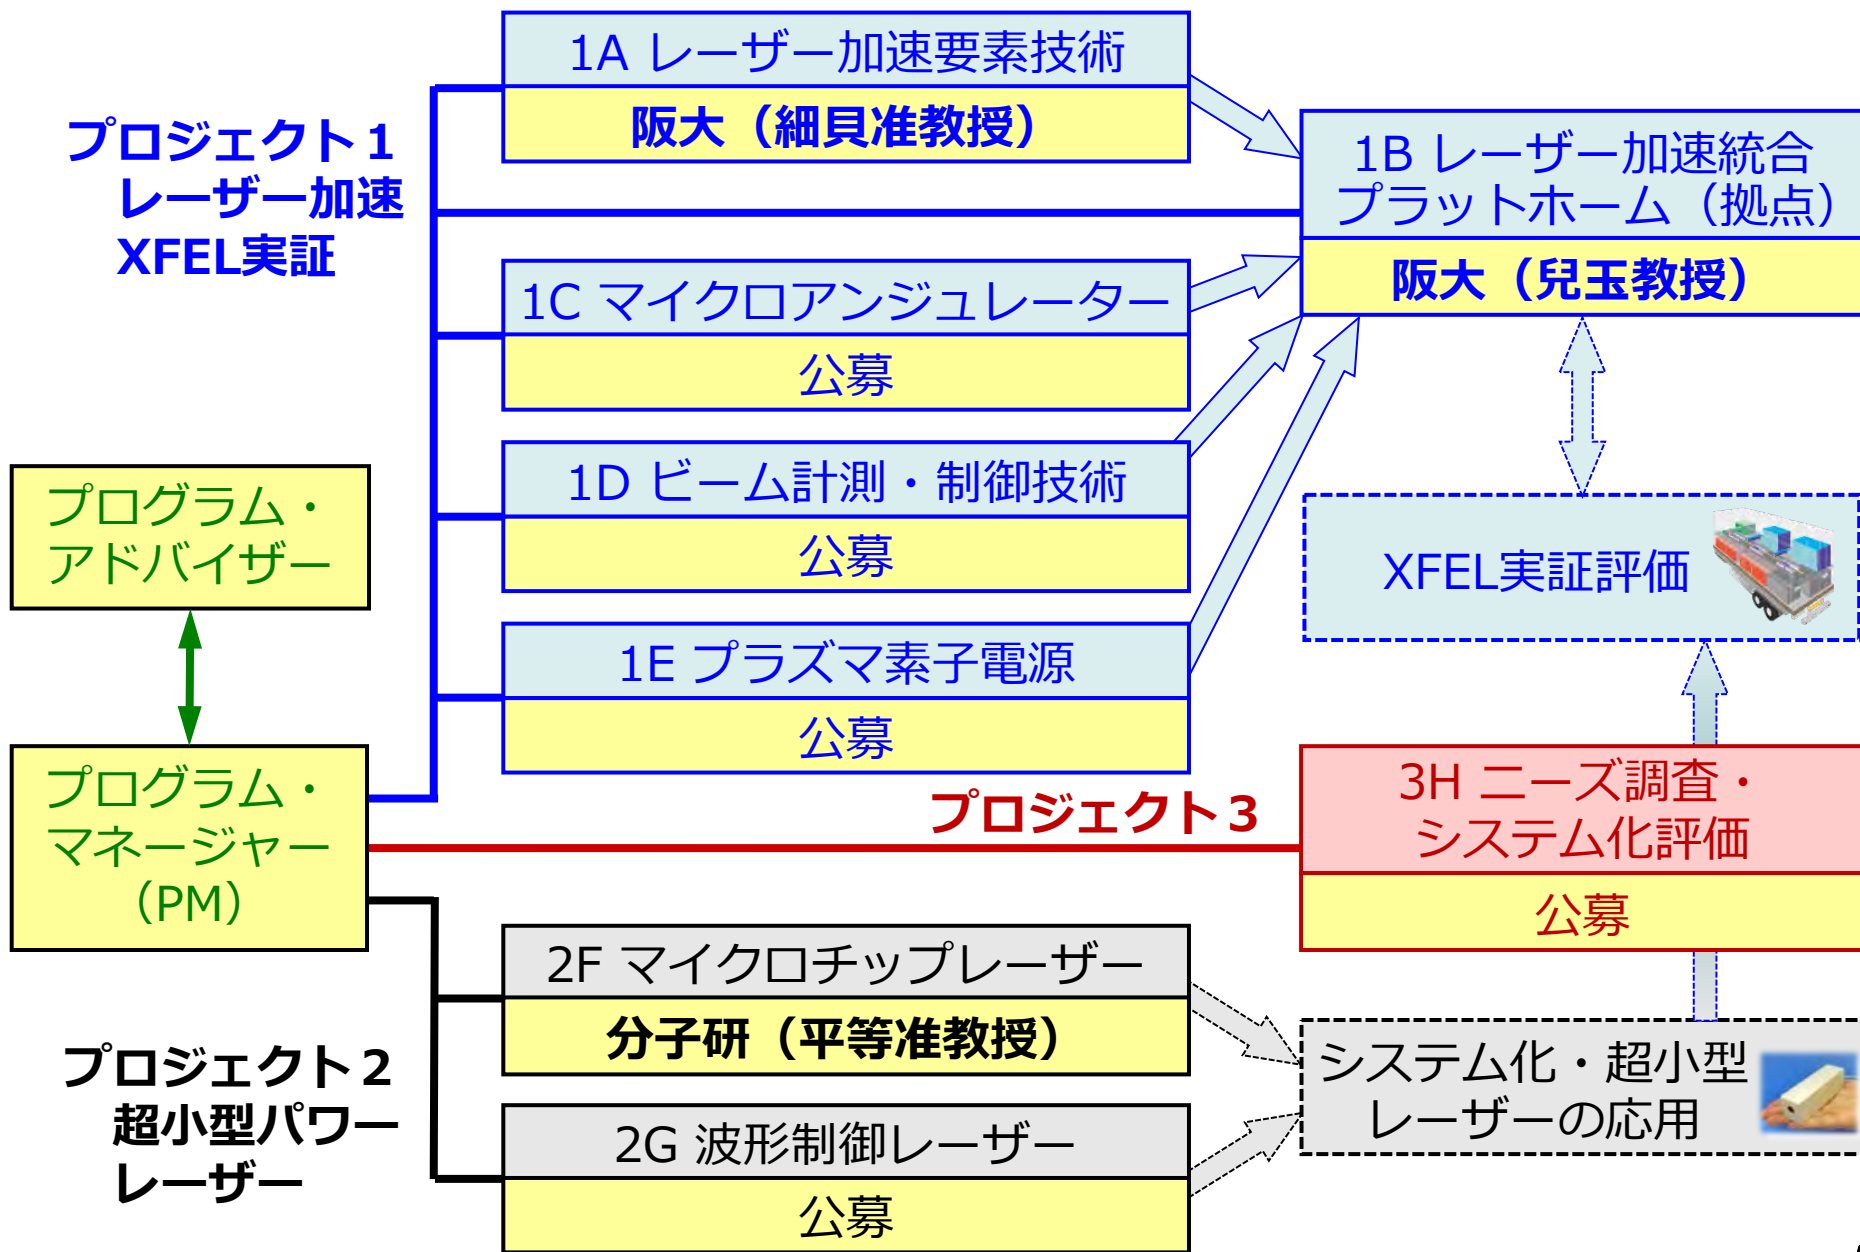 プロジェクト１
レーザー加速
XFEL実証
1A レーザー加速要素技術
阪大（細貝准教授）
1B レーザー加速統合
プラットホーム（拠点）
阪大（兒玉教授）
1C マイクロアンジュレーター
公募
1D ビーム計測・制御技術
公募
1E プラズマ素子電源
公募
XFEL実証評価
プログラム・
アドバイザー
プログラム・
マネージャー
（PM）
プロジェクト３
3H ニーズ調査・
システム化評価
公募
プロジェクト２
超小型パワー
レーザー
2F マイクロチップレーザー
分子研（平等准教授）
2G 波形制御レーザー
公募
システム化・超小型
レーザーの応用